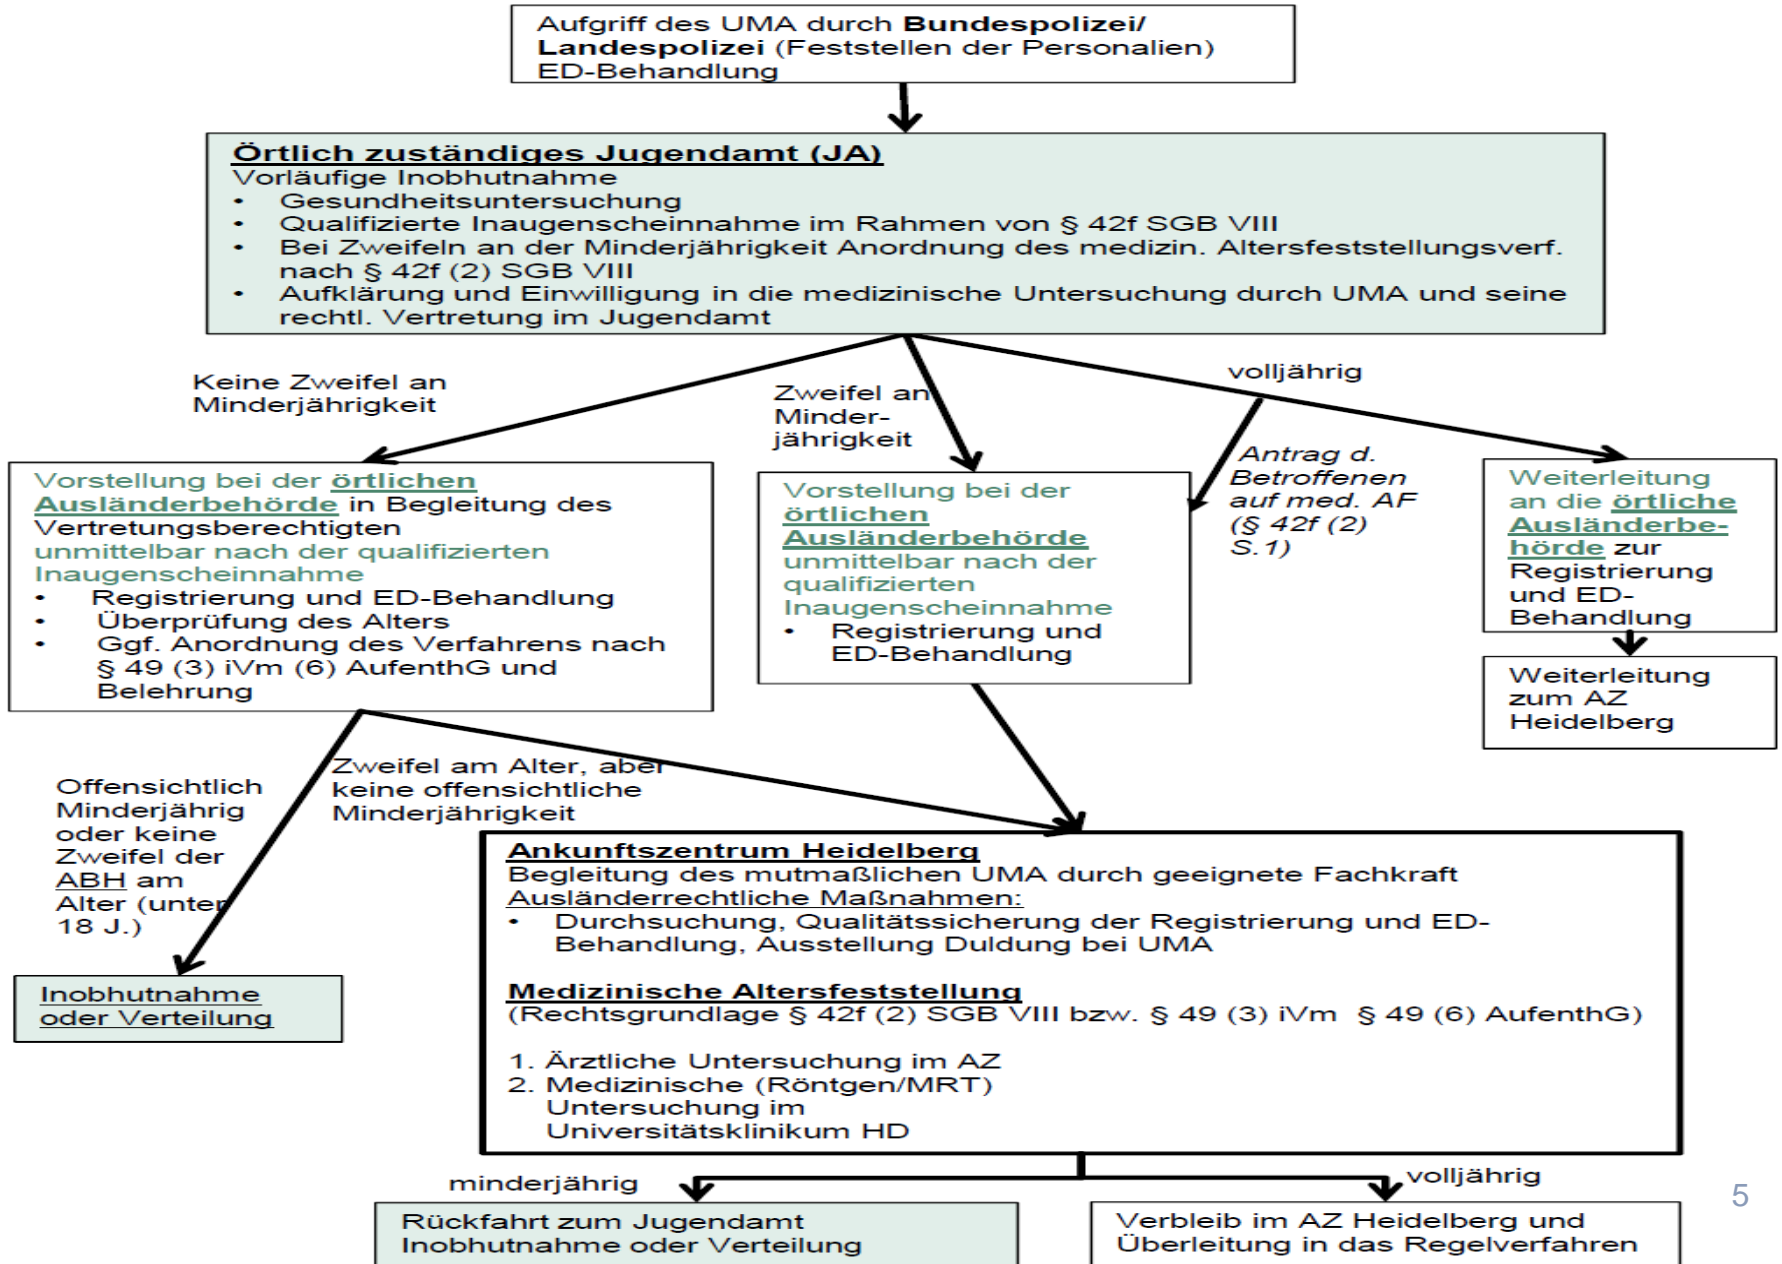 Aufgriff des UMA durch Bundespolizei/
Landespolizei (Feststellen der Personalien)
ED-Behandlung
Örtlich zuständiges Jugendamt (JA)
Vorläufige Inobhutnahme
• Gesundheitsuntersuchung
• Qualifizierte Inaugenscheinnahme im Rahmen von § 42f SGB VIII
• Bei Zweifeln an der Minderjährigkeit Anordnung des medizin. Altersfeststellungsverf.
nach § 42f (2) SGB VIII
• Aufklärung und Einwilligung in die medizinische Untersuchung durch UMA und seine
rechtl. Vertretung im Jugendamt
Keine Zweifel an
Minderjährigkeit
Zweifel an
Minder-
jährigkeit
volljährig
Antrag d.
Betroffenen
auf med. AF
(§ 42f (2)
S.1)
Vorstellung bei der örtlichen
Ausländerbehörde in Begleitung des
Vertretungsberechtigten
unmittelbar nach der qualifizierten
Inaugenscheinnahme
• Registrierung und ED-Behandlung
• Überprüfung des Alters
• Ggf. Anordnung des Verfahrens nach
§ 49 (3) iVm (6) AufenthG und
Belehrung
Vorstellung bei der
örtlichen
Ausländerbehörde
unmittelbar nach der
qualifizierten
Inaugenscheinnahme
• Registrierung und
ED-Behandlung
Weiterleitung
an die örtliche
Ausländerbe-
hörde zur
Registrierung
und ED-
Behandlung
Weiterleitung
zum AZ
Heidelberg
Offensichtlich
Minderjährig
oder keine
Zweifel der
ABH am
Alter (unter
18 J.)
Zweifel am Alter, aber
keine offensichtliche
Minderjährigkeit
Inobhutnahme
oder Verteilung
Ankunftszentrum Heidelberg
Begleitung des mutmaßlichen UMA durch geeignete Fachkraft
Ausländerrechtliche Maßnahmen:
• Durchsuchung, Qualitätssicherung der Registrierung und ED-
Behandlung, Ausstellung Duldung bei UMA
Medizinische Altersfeststellung
(Rechtsgrundlage § 42f (2) SGB VIII bzw. § 49 (3) iVm § 49 (6) AufenthG)
1. Ärztliche Untersuchung im AZ
2. Medizinische (Röntgen/MRT)
Untersuchung im
Universitätsklinikum HD
minderjährig
volljährig
Rückfahrt zum Jugendamt
Inobhutnahme oder Verteilung
Verbleib im AZ Heidelberg und
Überleitung in das Regelverfahren
5